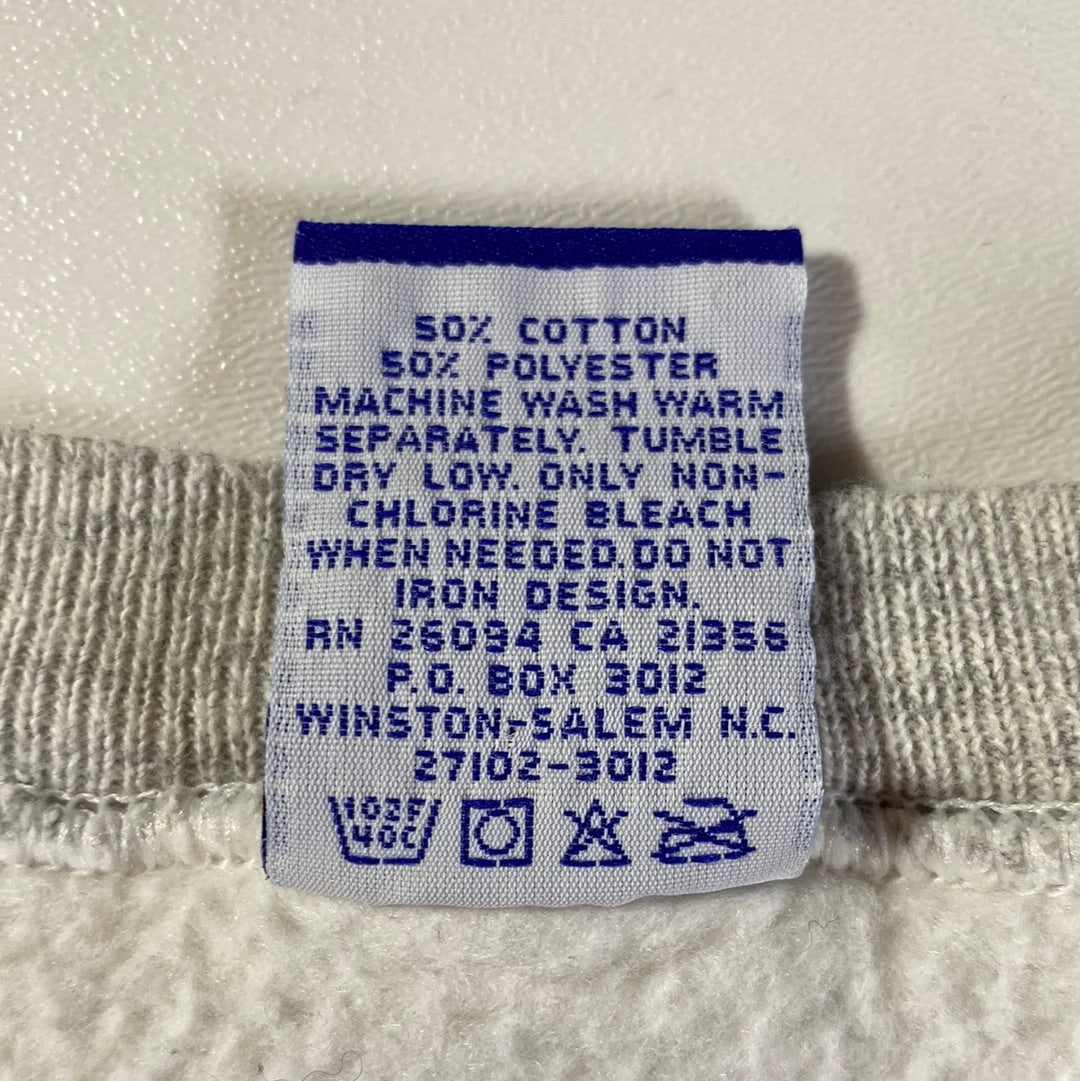 50% COTTON
50% POLYESTER
MACHINE WASH WARM
SEPARATELY. TUMBLE
DRY LOW. ONLY NON-
CHLORINE BLEACH
WHEN NEEDED. DO NOT
IRON DESIGN.
RN 26094 CA 21356
P.O. BOX 3012
WINSTON-SALEM N.C.
27102-3012
102F
40C